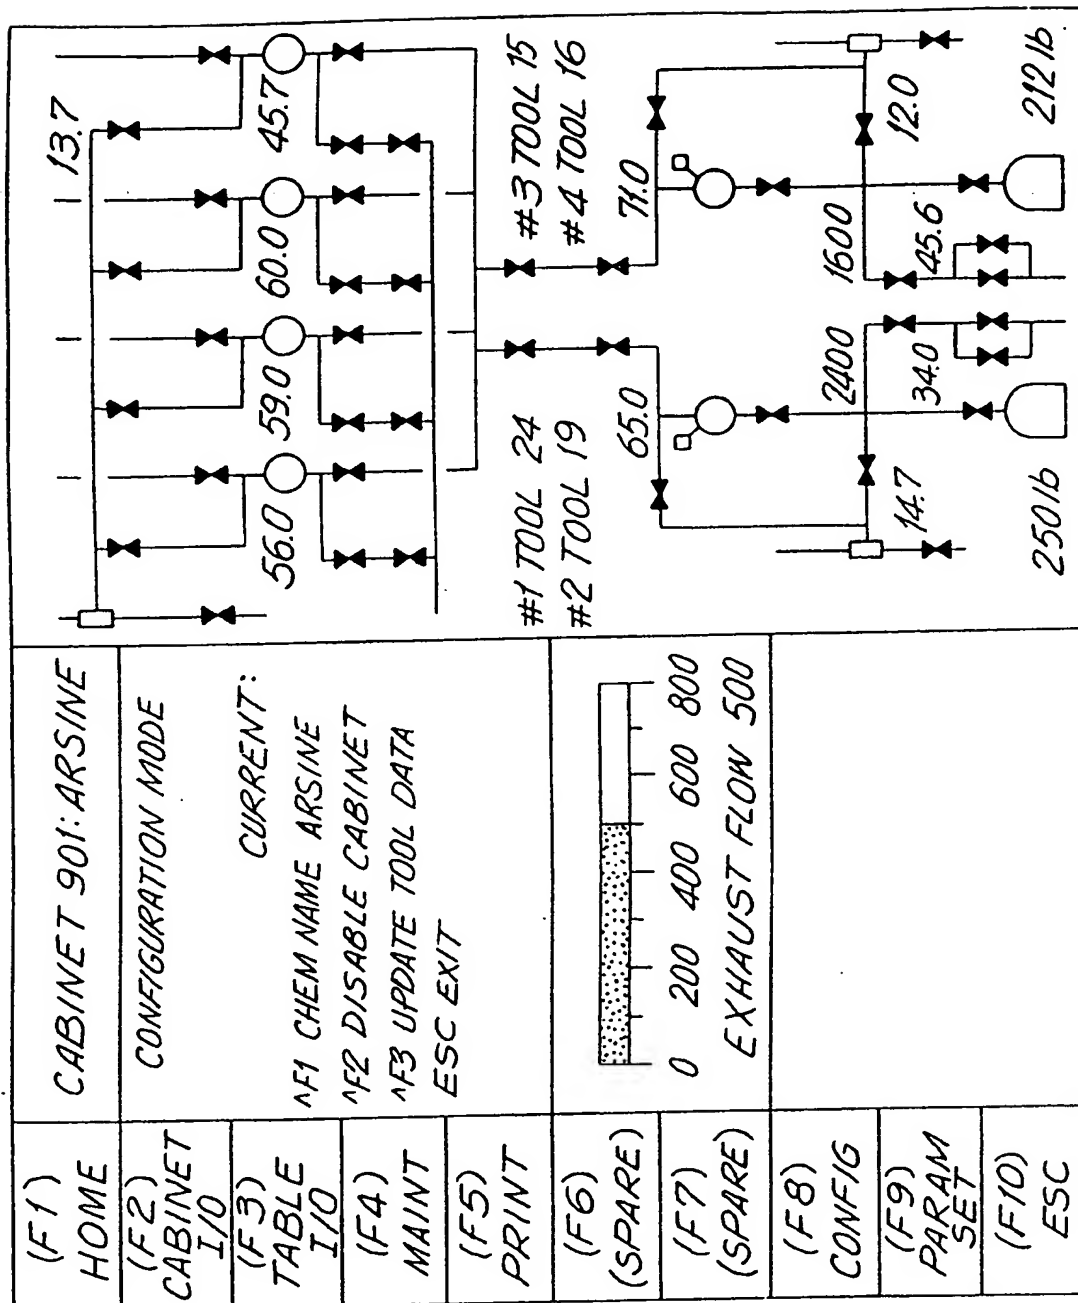 (F1)
HOME
(F2)
CABINET
I/O
(F3)
TABLE
I/O
(F4)
MAINT
(F5)
PRINT
(F6)
(SPARE)
(F7)
(SPARE)
(F8)
CONFIG
(F9)
PARAM
SET
(F10)
ESC
CABINET 901: ARSINE
CONFIGURATION MODE
CURRENT:
^F1 CHEM NAME ARSINE
^F2 DISABLE CABINET
^F3 UPDATE TOOL DATA
ESC EXIT
0 200 400 600 800
EXHAUST FLOW 500
13.7
56.0
59.0
60.0
45.7
#1 TOOL 24
#2 TOOL 19
#3 TOOL 15
#4 TOOL 16
65.0
71.0
2400
1600
14.7
34.0
45.6
12.0
250 lb
212 lb